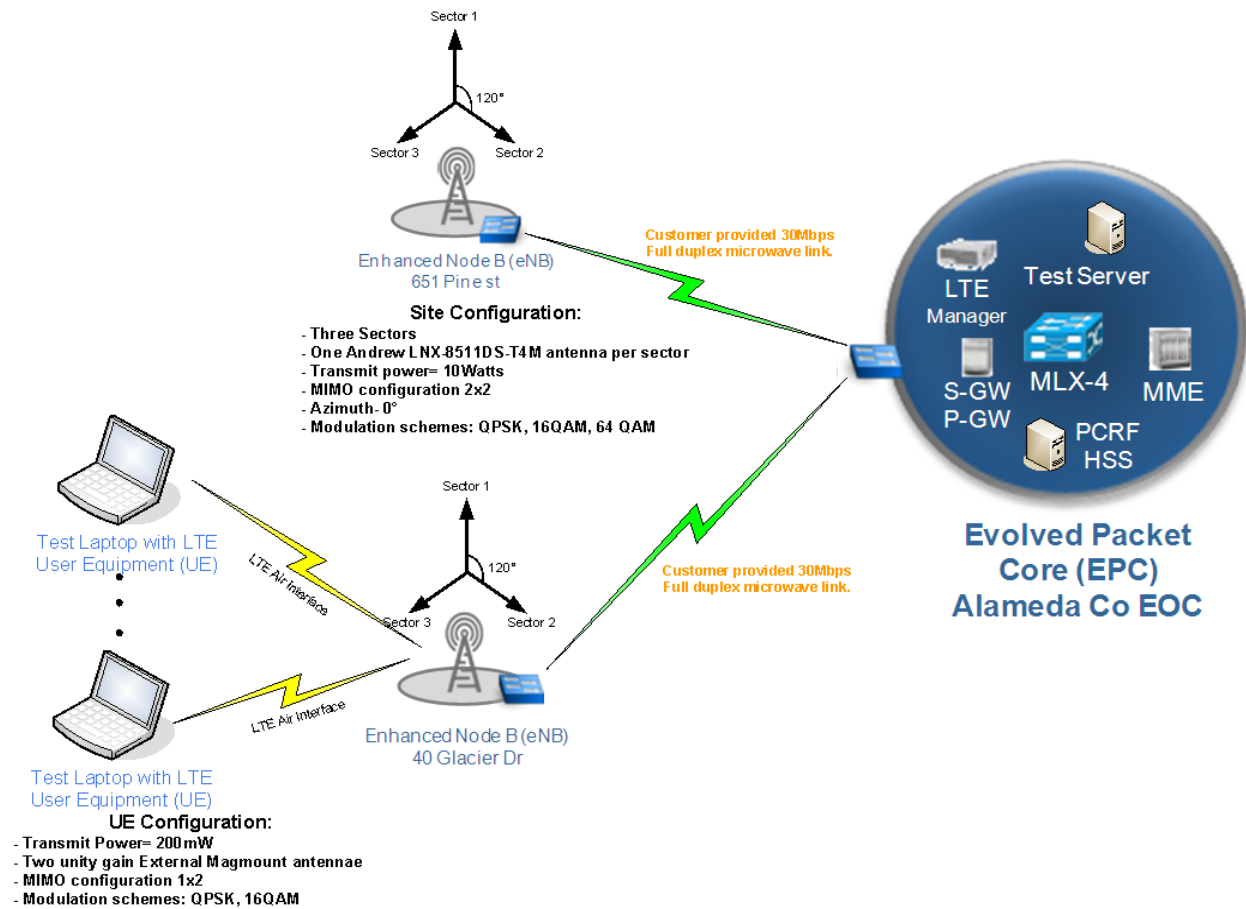 Sector 1
120°
Sector 3
Sector 2
Enhanced Node B (eNB)
651 Pine st
Customer provided 30Mbps
Full duplex microwave link.
Site Configuration:
- Three Sectors
- One Andrew LNX-8511DS-T4M antenna per sector
- Transmit power= 10Watts
- MIMO configuration 2x2
- Azimuth- 0°
- Modulation schemes: QPSK, 16QAM, 64 QAM
LTE
Manager
Test Server
S-GW
P-GW
MLX-4
MME
PCRF
HSS
Evolved Packet
Core (EPC)
Alameda Co EOC
Test Laptop with LTE
User Equipment (UE)
LTE Air Interface
Sector 1
120°
Sector 3
Sector 2
Customer provided 30Mbps
Full duplex microwave link.
LTE Air Interface
Enhanced Node B (eNB)
40 Glacier Dr
Test Laptop with LTE
User Equipment (UE)
UE Configuration:
- Transmit Power= 200mW
- Two unity gain External Magmount antennae
- MIMO configuration 1x2
- Modulation schemes: QPSK, 16QAM